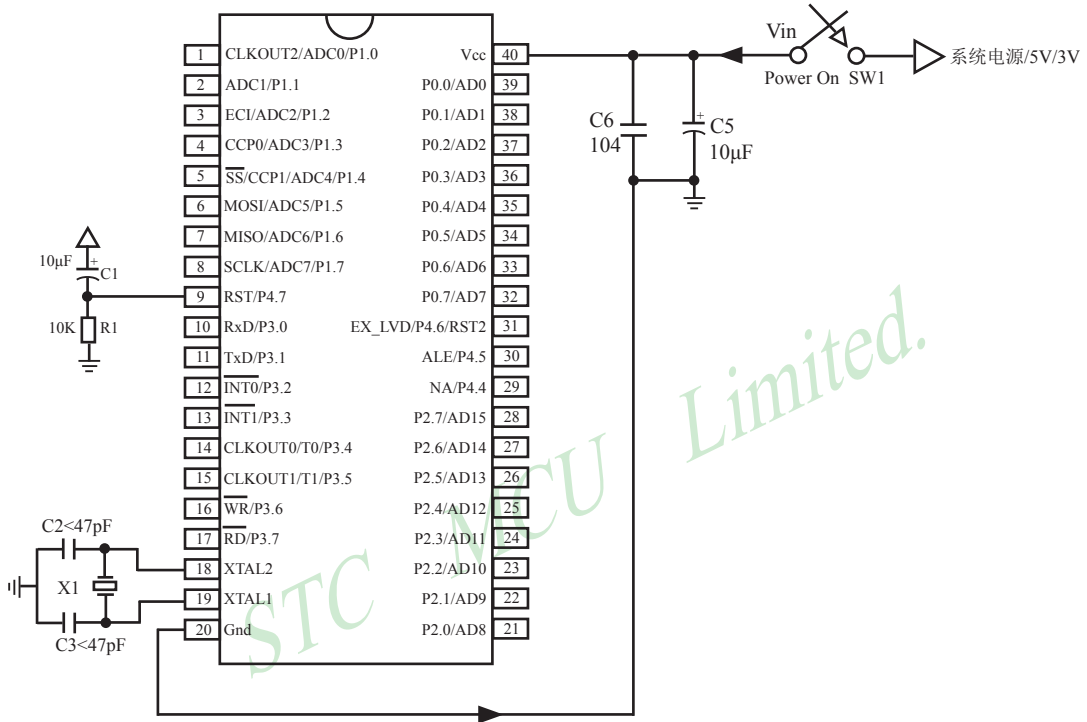 1 CLKOUT2/ADC0/P1.0
2 ADC1/P1.1
3 ECI/ADC2/P1.2
4 CCP0/ADC3/P1.3
5 SS/CCP1/ADC4/P1.4
6 MOSI/ADC5/P1.5
7 MISO/ADC6/P1.6
8 SCLK/ADC7/P1.7
9 RST/P4.7
10 RxD/P3.0
11 TxD/P3.1
12 INT0/P3.2
13 INT1/P3.3
14 CLKOUT0/T0/P3.4
15 CLKOUT1/T1/P3.5
16 WR/P3.6
17 RD/P3.7
18 XTAL2
19 XTAL1
20 Gnd
Vcc 40
P0.0/AD0 39
P0.1/AD1 38
P0.2/AD2 37
P0.3/AD3 36
P0.4/AD4 35
P0.5/AD5 34
P0.6/AD6 33
P0.7/AD7 32
EX_LVD/P4.6/RST2 31
ALE/P4.5 30
NA/P4.4 29
P2.7/AD15 28
P2.6/AD14 27
P2.5/AD13 26
P2.4/AD12 25
P2.3/AD11 24
P2.2/AD10 23
P2.1/AD9 22
P2.0/AD8 21
10μF + C1
10K R1
C2<47pF
X1
C3<47pF
Vin
Power On SW1
系统电源/5V/3V
C6
104
+ C5
10μF
STC MCU Limited.